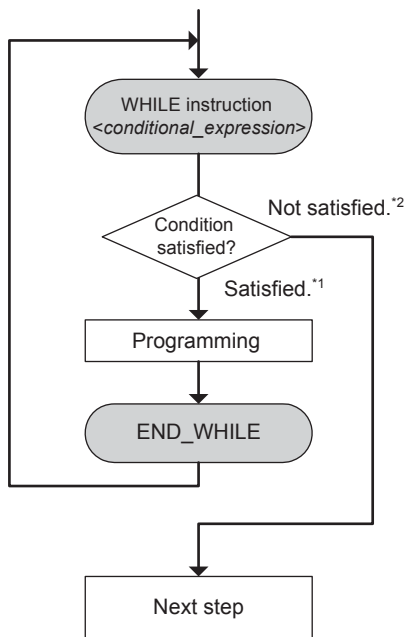 WHILE instruction
<conditional_expression>
Condition
satisfied?
Not satisfied.*2
Satisfied.*1
Programming
END_WHILE
Next step